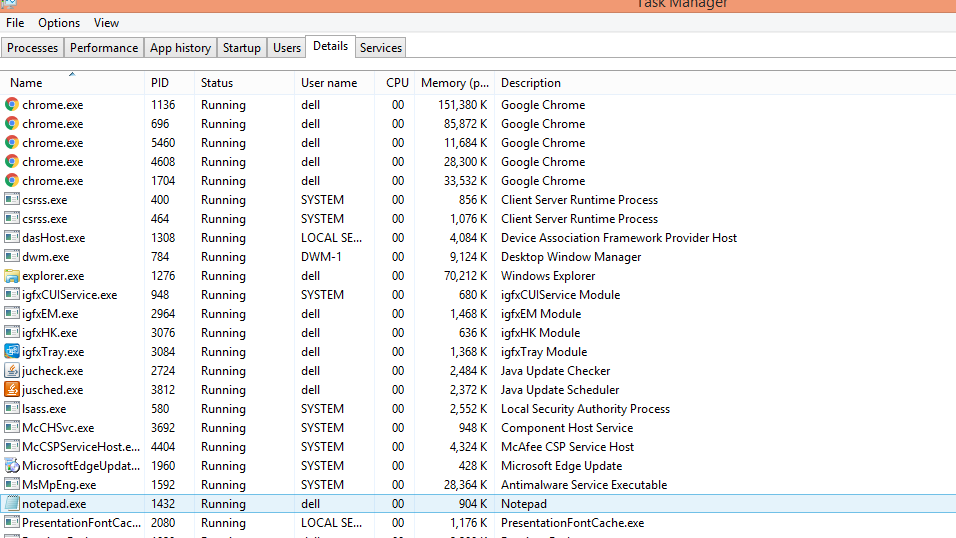 Task Manager
File Options View
Processes Performance App history Startup Users Details Services
Name PID Status User name CPU Memory (p... Description
chrome.exe 1136 Running dell 00 151,380 K Google Chrome
chrome.exe 696 Running dell 00 85,872 K Google Chrome
chrome.exe 5460 Running dell 00 11,684 K Google Chrome
chrome.exe 4608 Running dell 00 28,300 K Google Chrome
chrome.exe 1704 Running dell 00 33,532 K Google Chrome
csrss.exe 400 Running SYSTEM 00 856 K Client Server Runtime Process
csrss.exe 464 Running SYSTEM 00 1,076 K Client Server Runtime Process
dasHost.exe 1308 Running LOCAL SE... 00 4,084 K Device Association Framework Provider Host
dwm.exe 784 Running DWM-1 00 9,124 K Desktop Window Manager
explorer.exe 1276 Running dell 00 70,212 K Windows Explorer
igfxCUIService.exe 948 Running SYSTEM 00 680 K igfxCUIService Module
igfxEM.exe 2964 Running dell 00 1,468 K igfxEM Module
igfxHK.exe 3076 Running dell 00 636 K igfxHK Module
igfxTray.exe 3084 Running dell 00 1,368 K igfxTray Module
jucheck.exe 2724 Running dell 00 2,484 K Java Update Checker
jusched.exe 3812 Running dell 00 2,372 K Java Update Scheduler
lsass.exe 580 Running SYSTEM 00 2,552 K Local Security Authority Process
McCHSvc.exe 3692 Running SYSTEM 00 948 K Component Host Service
McCSPServiceHost.e... 4404 Running SYSTEM 00 4,324 K McAfee CSP Service Host
MicrosoftEdgeUpdat... 1960 Running SYSTEM 00 428 K Microsoft Edge Update
MsMpEng.exe 1592 Running SYSTEM 00 28,364 K Antimalware Service Executable
notepad.exe 1432 Running dell 00 904 K Notepad
PresentationFontCac... 2080 Running LOCAL SE... 00 1,176 K PresentationFontCache.exe